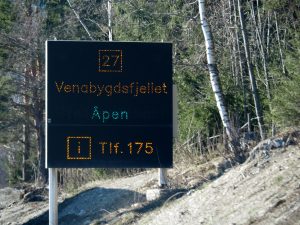 27
Venabygdsfjellet
Åpen
i Tlf. 175